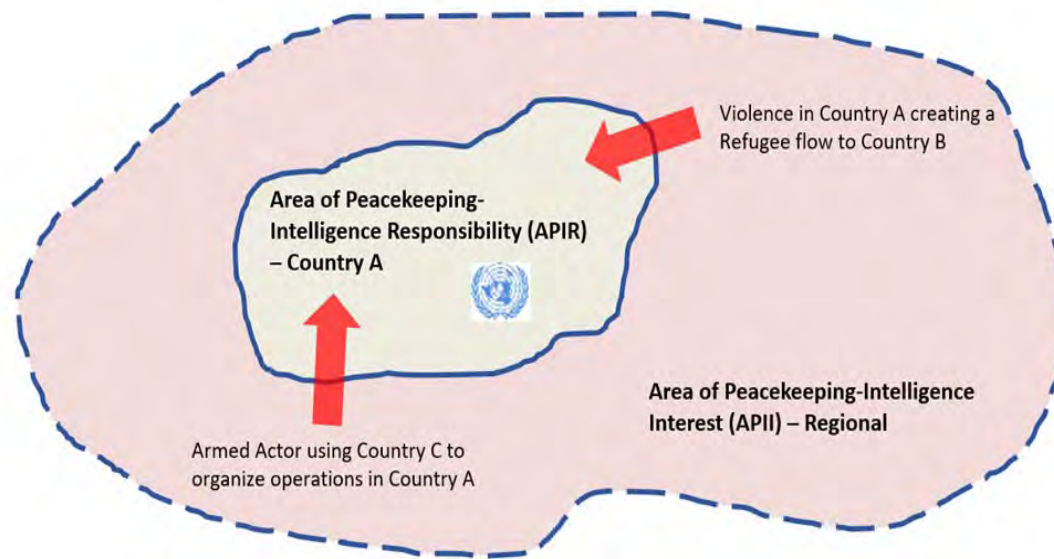 Violence in Country A creating a
Refugee flow to Country B
Area of Peacekeeping-
Intelligence Responsibility (APIR)
– Country A
Area of Peacekeeping-Intelligence
Interest (APII) – Regional
Armed Actor using Country C to
organize operations in Country A